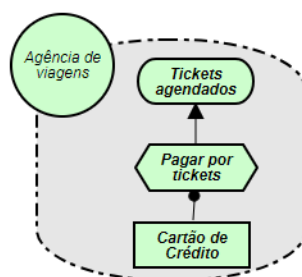 Agência de
viagens
Tickets
agendados
Pagar por
tickets
Cartão de
Crédito